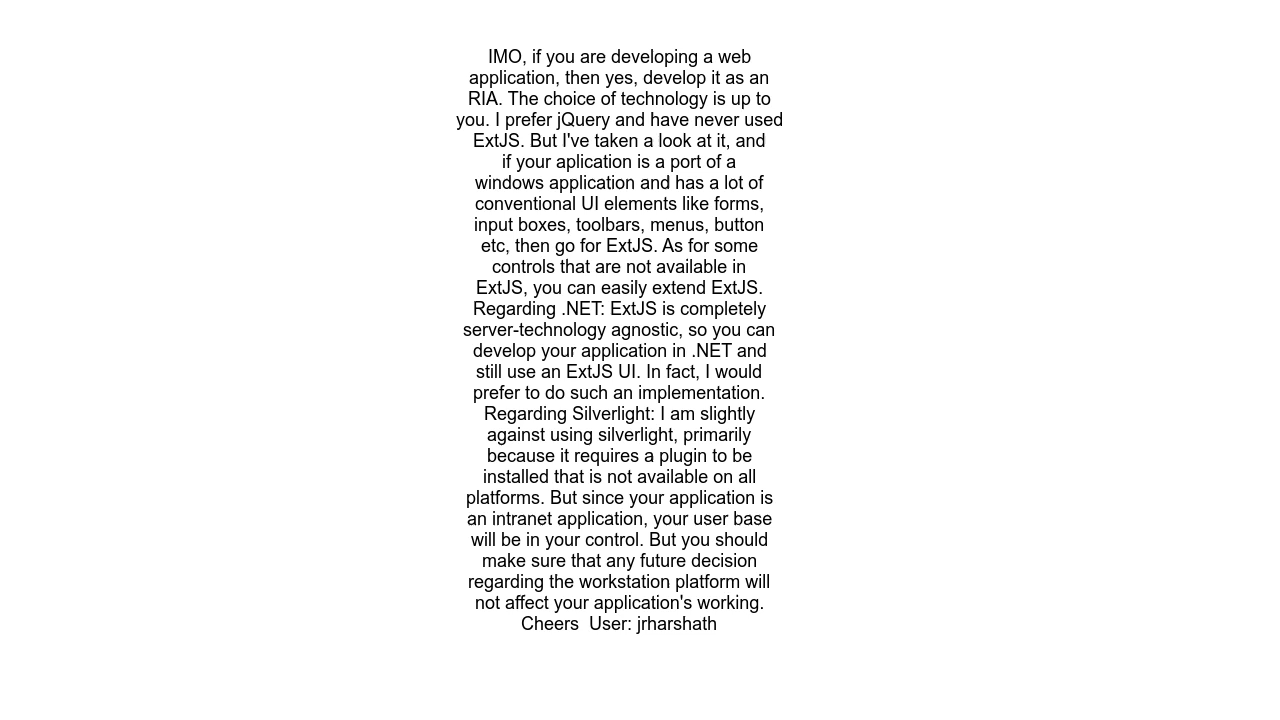 IMO, if you are developing a web
application, then yes, develop it as an
RIA. The choice of technology is up to
you. I prefer jQuery and have never used
ExtJS. But I've taken a look at it, and
if your aplication is a port of a
windows application and has a lot of
conventional UI elements like forms,
input boxes, toolbars, menus, button
etc, then go for ExtJS. As for some
controls that are not available in
ExtJS, you can easily extend ExtJS.
Regarding .NET: ExtJS is completely
server-technology agnostic, so you can
develop your application in .NET and
still use an ExtJS UI. In fact, I would
prefer to do such an implementation.
Regarding Silverlight: I am slightly
against using silverlight, primarily
because it requires a plugin to be
installed that is not available on all
platforms. But since your application is
an intranet application, your user base
will be in your control. But you should
make sure that any future decision
regarding the workstation platform will
not affect your application's working.
Cheers  User: jrharshath